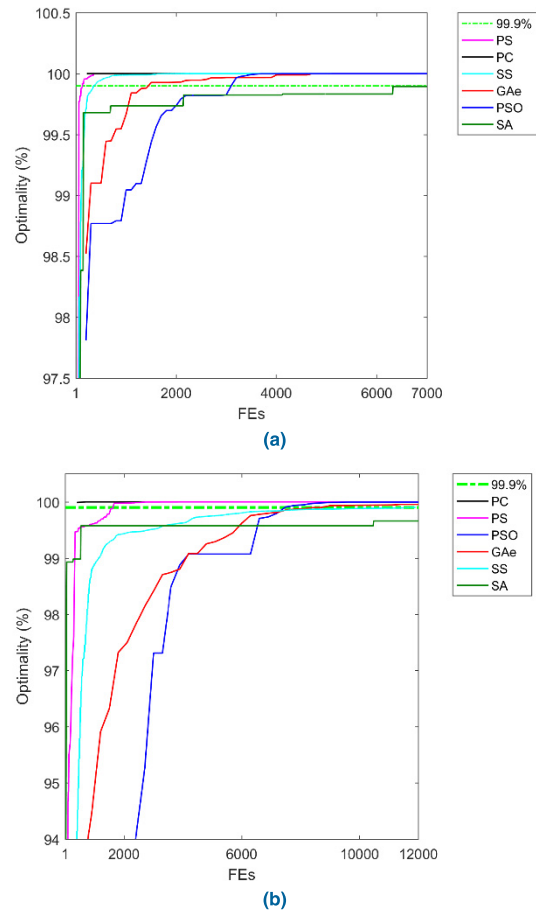 100.5
100
99.5
99
98.5
98
97.5
Optimality (%)
1 2000 4000 6000 7000
FEs
99.9%
PS
PC
SS
GAe
PSO
SA
(a)
100
99
98
97
96
95
94
Optimality (%)
1 2000 6000 10000 12000
FEs
99.9%
PC
PS
PSO
GAe
SS
SA
(b)